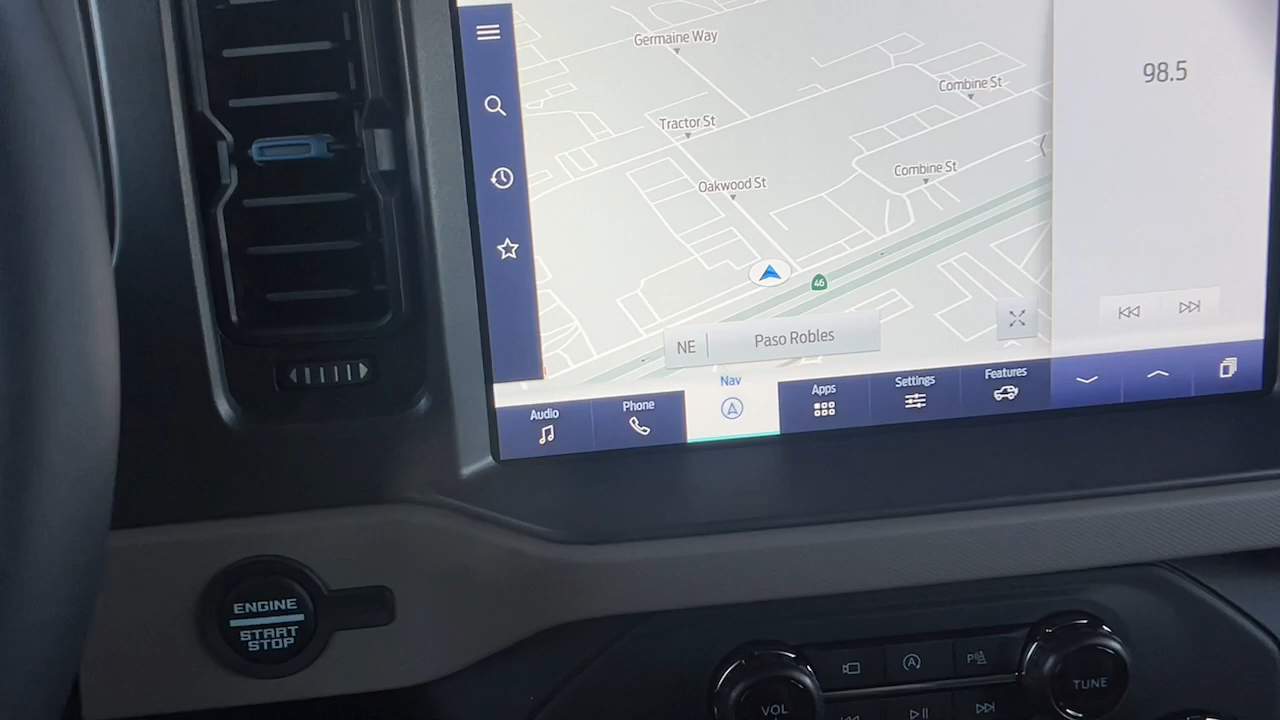 Germaine Way
98.5
Combine St
Tractor St
Combine St
Oakwood St
46
NE
Paso Robles
Audio
Phone
Nav
Apps
Settings
Features
ENGINE
START
STOP
A
P
VOL
TUNE